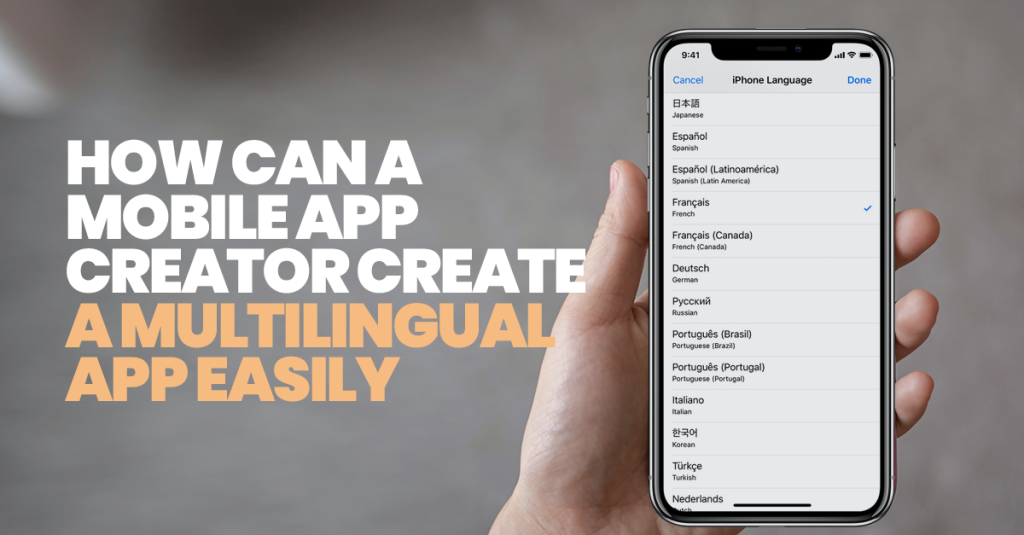 HOW CAN A
MOBILE APP
CREATOR CREATE
A MULTILINGUAL
APP EASILY
9:41
Cancel iPhone Language Done
日本語
Japanese
Español
Spanish
Español (Latinoamérica)
Spanish (Latin America)
Français
French
Français (Canada)
French (Canada)
Deutsch
German
Русский
Russian
Português (Brasil)
Portuguese (Brazil)
Português (Portugal)
Portuguese (Portugal)
Italiano
Italian
한국어
Korean
Türkçe
Turkish
Nederlands
Dutch